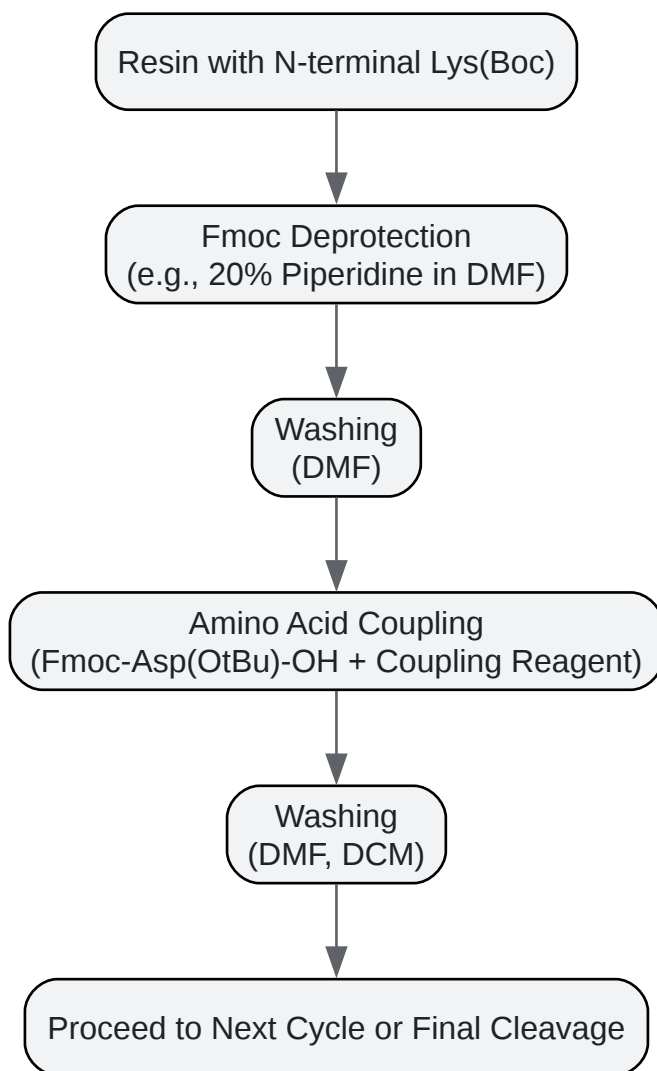 Resin with N-terminal Lys(Boc)
Fmoc Deprotection
(e.g., 20% Piperidine in DMF)
Washing
(DMF)
Amino Acid Coupling
(Fmoc-Asp(OtBu)-OH + Coupling Reagent)
Washing
(DMF, DCM)
Proceed to Next Cycle or Final Cleavage